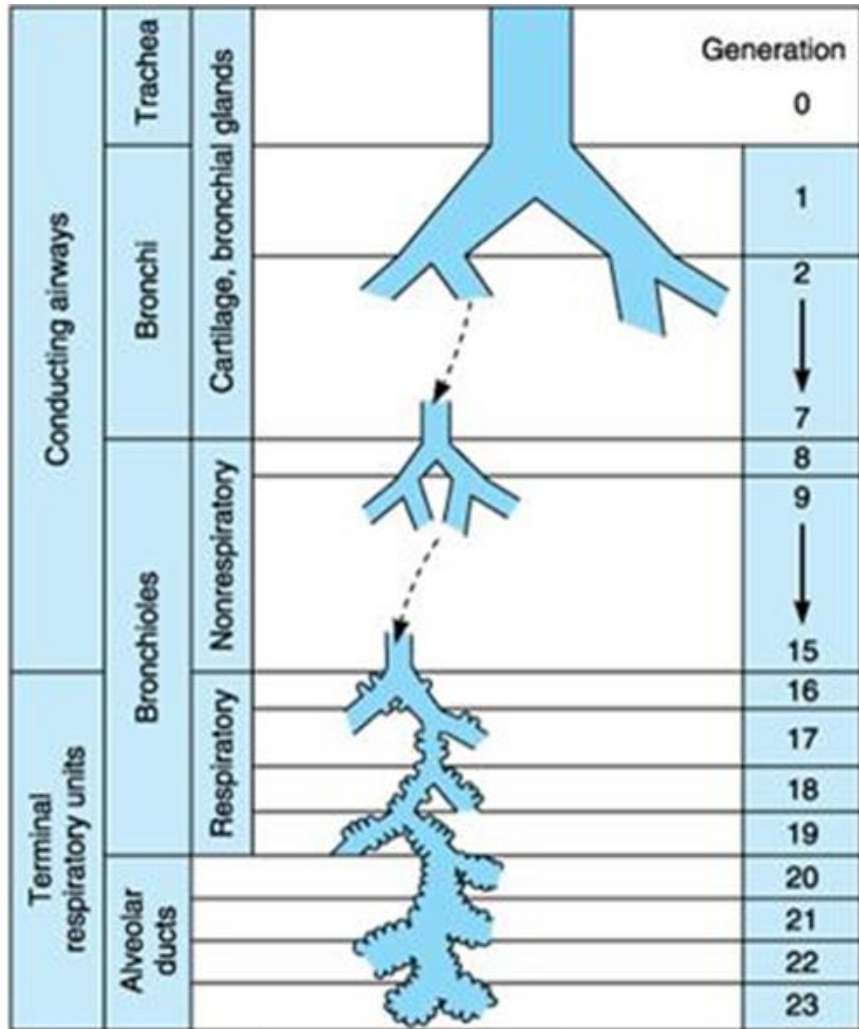 Generation
0
Trachea
Cartilage, bronchial glands
1
Bronchi
Conducting airways
2
7
8
Nonrespiratory
9
Bronchioles
15
16
Respiratory
17
18
19
Terminal
respiratory units
Alveolar
ducts
20
21
22
23